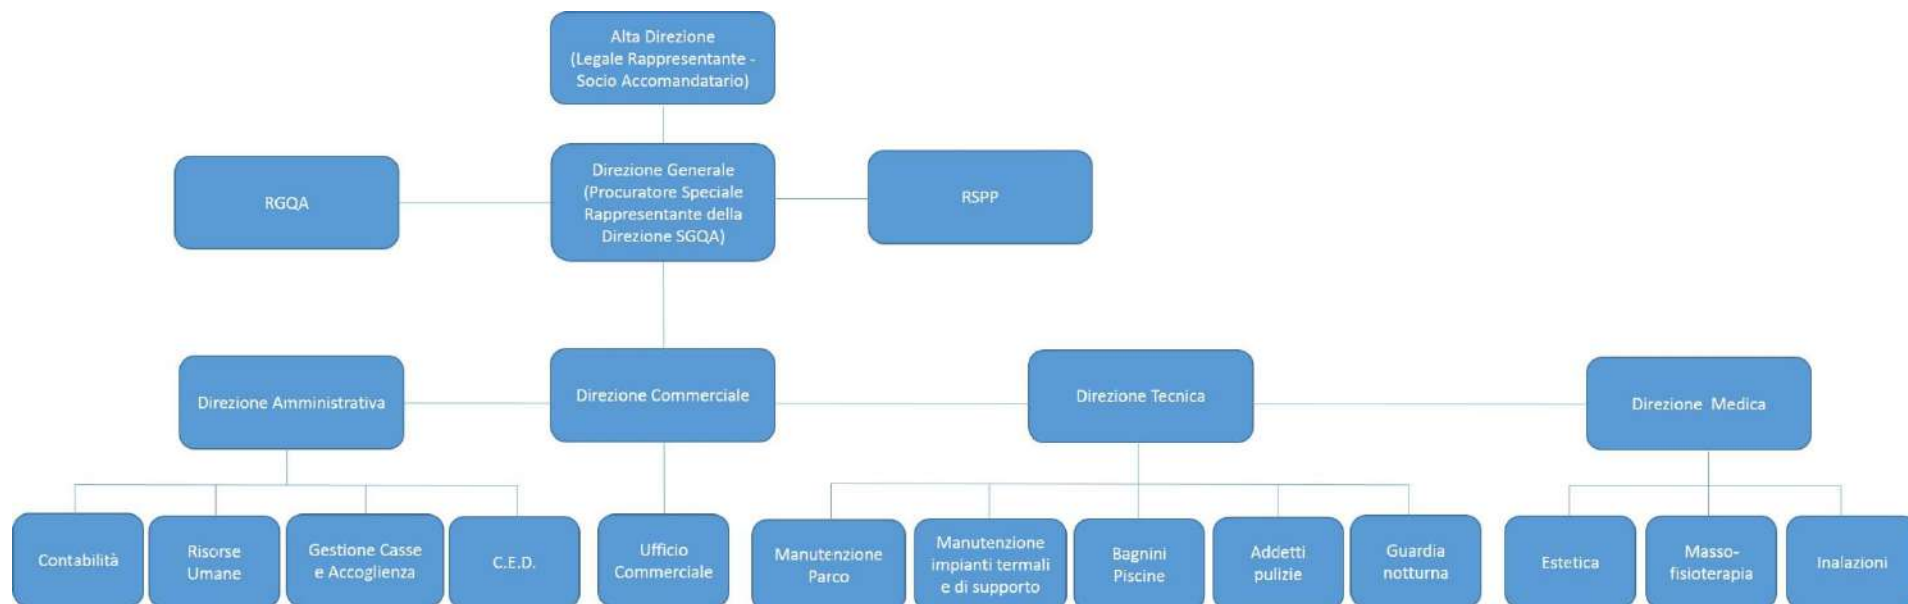 Alta Direzione
(Legale Rappresentante -
Socio Accomandatario)
RGQA
Direzione Generale
(Procuratore Speciale
Rappresentante della
Direzione SGQA)
RSPP
Direzione Amministrativa
Direzione Commerciale
Direzione Tecnica
Direzione Medica
Contabilità
Risorse
Umane
Gestione Casse
e Accoglienza
C.E.D.
Ufficio
Commerciale
Manutenzione
Parco
Manutenzione
impianti termali
e di supporto
Bagnini
Piscine
Addetti
pulizie
Guardia
notturna
Estetica
Masso-
fisioterapia
Inalazioni